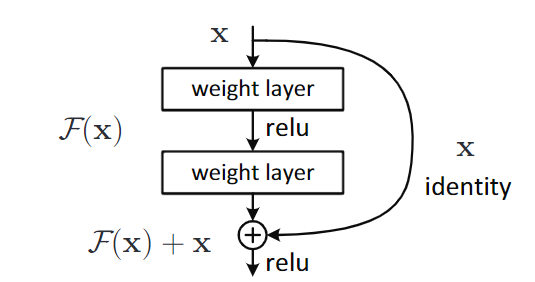 x
weight layer
relu
F(x)
weight layer
x
identity
F(x) + x
+
relu